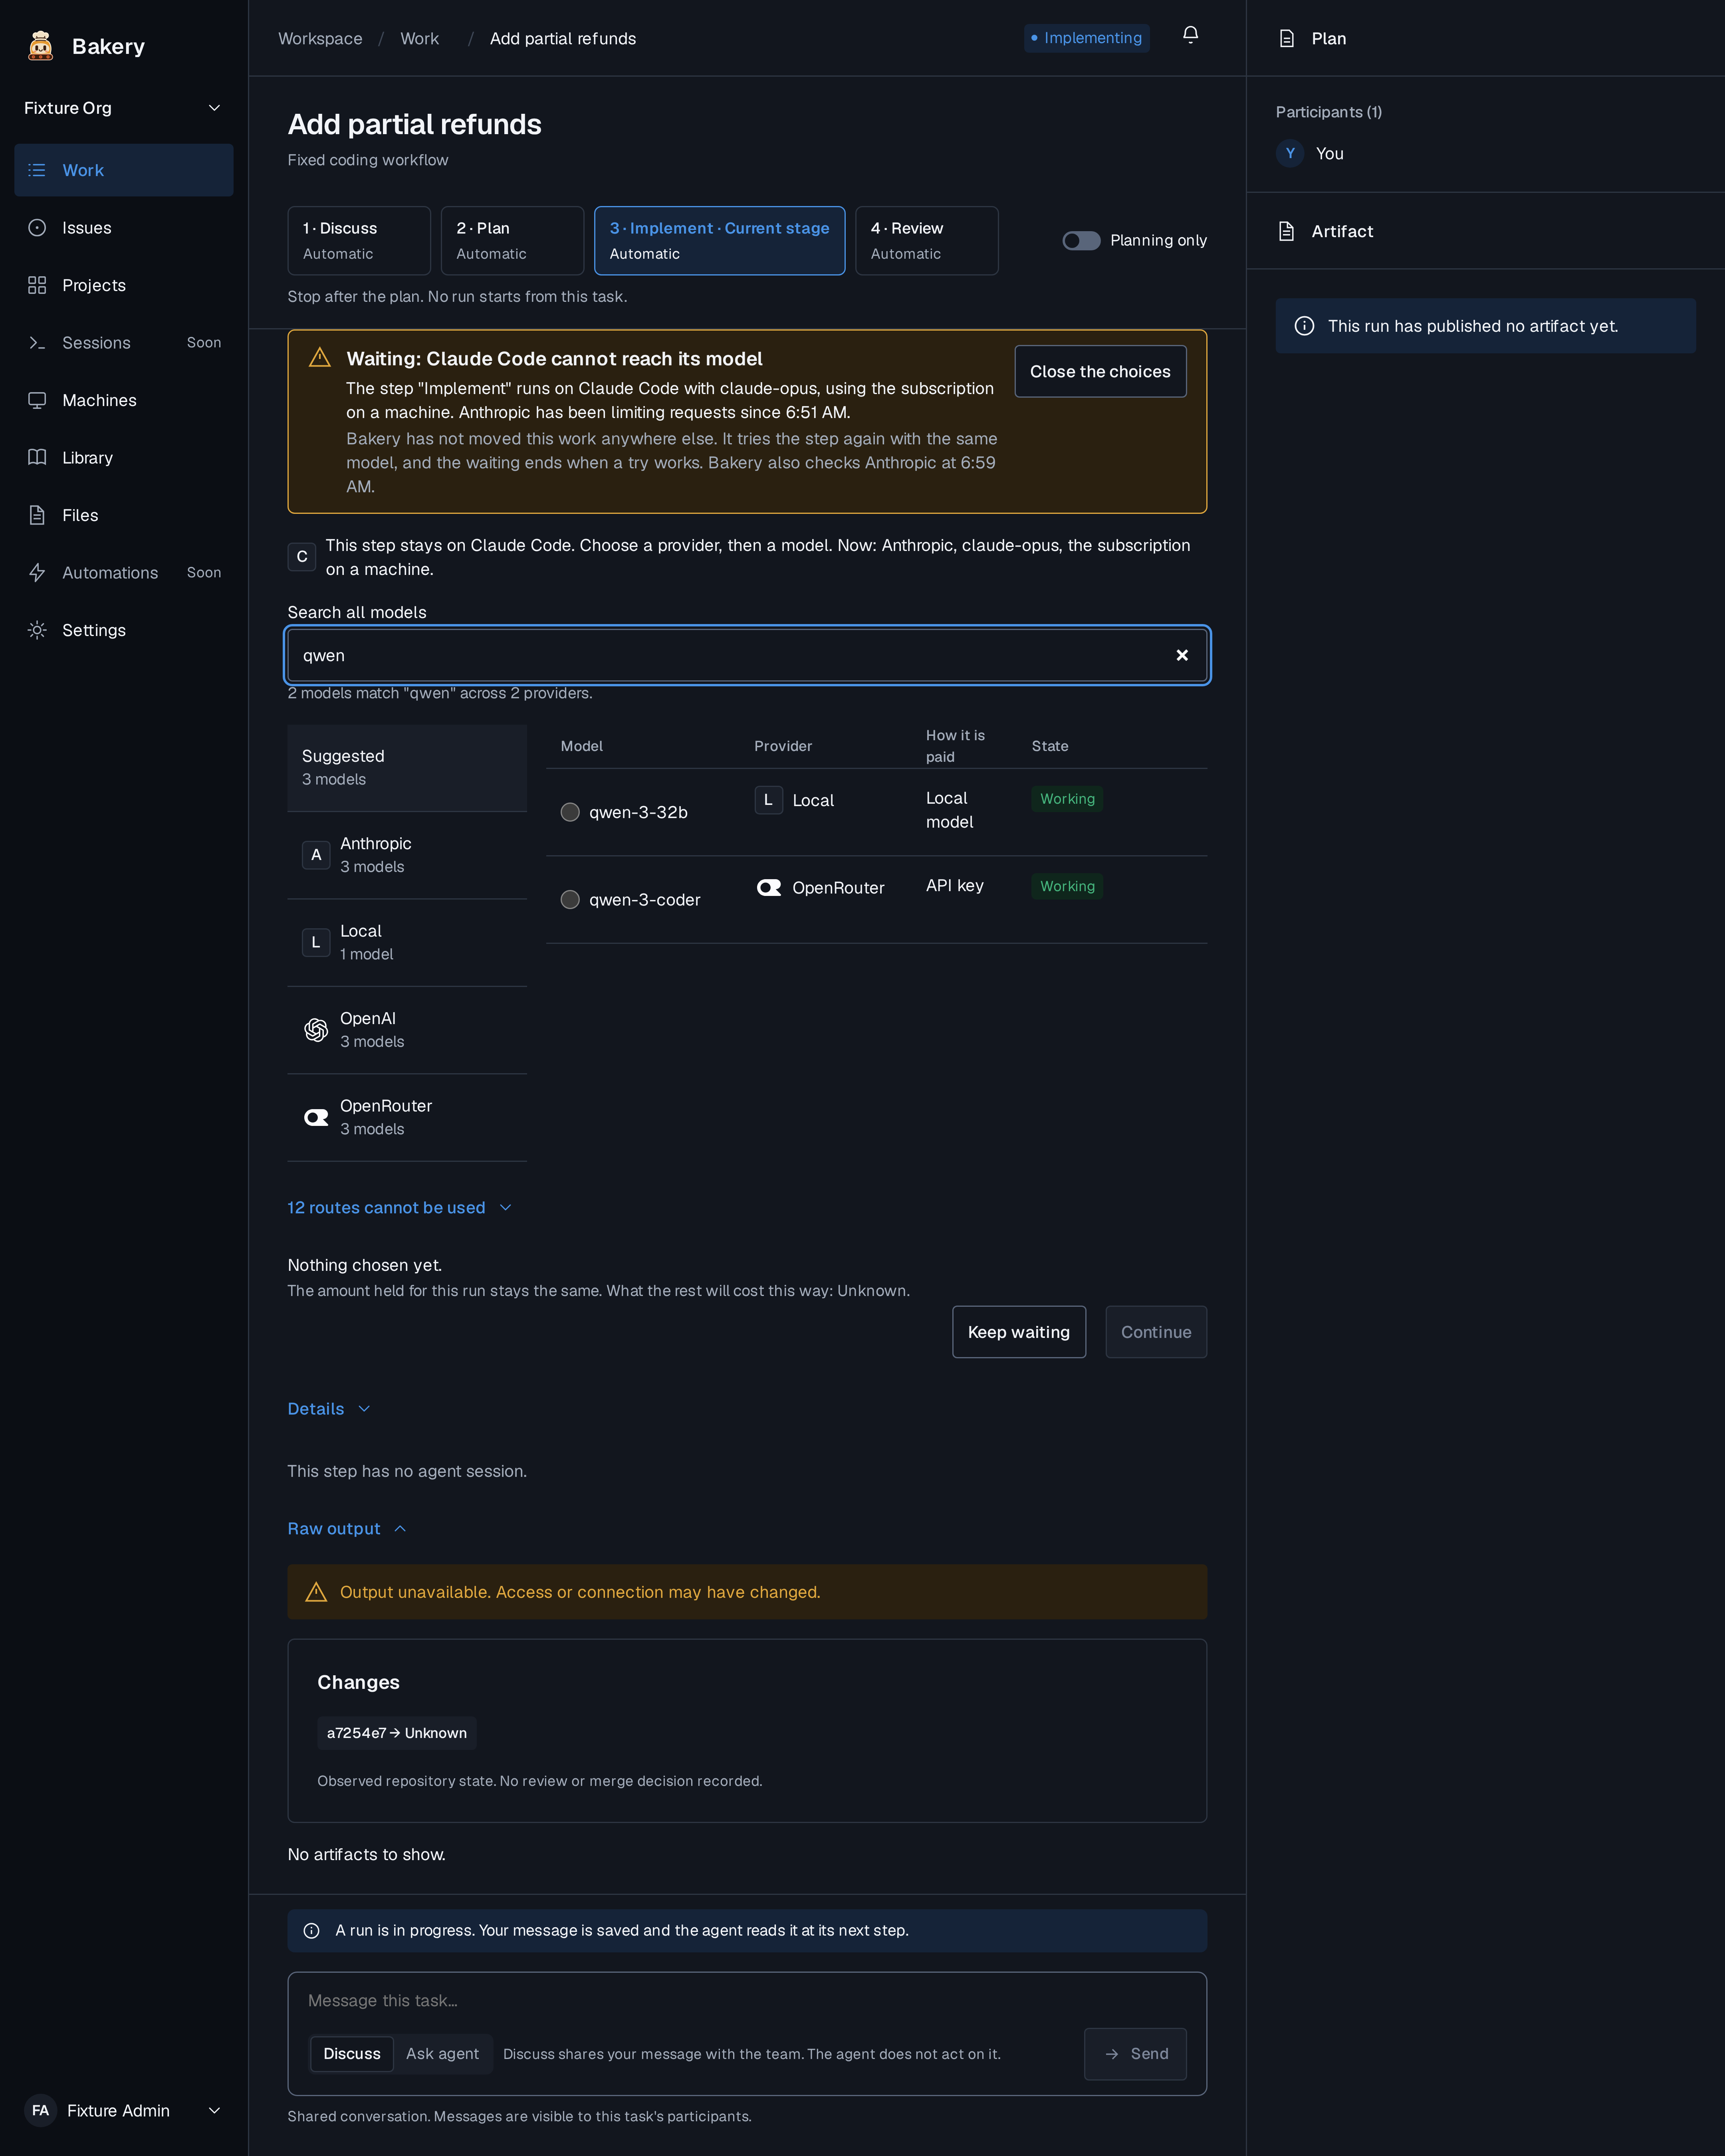 Bakery
Fixture Org
Work
Issues
Projects
Sessions Soon
Machines
Library
Files
Automations Soon
Settings
FA Fixture Admin
Workspace / Work / Add partial refunds
Implementing
Add partial refunds
Fixed coding workflow
1 · Discuss
Automatic
2 · Plan
Automatic
3 · Implement · Current stage
Automatic
4 · Review
Automatic
Planning only
Stop after the plan. No run starts from this task.
Waiting: Claude Code cannot reach its model
The step "Implement" runs on Claude Code with claude-opus, using the subscription
on a machine. Anthropic has been limiting requests since 6:51 AM.
Bakery has not moved this work anywhere else. It tries the step again with the same
model, and the waiting ends when a try works. Bakery also checks Anthropic at 6:59
AM.
Close the choices
C
This step stays on Claude Code. Choose a provider, then a model. Now: Anthropic, claude-opus, the subscription
on a machine.
Search all models
qwen
2 models match "qwen" across 2 providers.
Suggested
3 models
A
Anthropic
3 models
L
Local
1 model
OpenAI
3 models
OpenRouter
3 models
Model
Provider
How it is
paid
State
qwen-3-32b
L Local
Local
model
Working
qwen-3-coder
OpenRouter
API key
Working
12 routes cannot be used
Nothing chosen yet.
The amount held for this run stays the same. What the rest will cost this way: Unknown.
Keep waiting
Continue
Details
This step has no agent session.
Raw output
Output unavailable. Access or connection may have changed.
Changes
a7254e7 → Unknown
Observed repository state. No review or merge decision recorded.
No artifacts to show.
A run is in progress. Your message is saved and the agent reads it at its next step.
Message this task…
Discuss
Ask agent
Discuss shares your message with the team. The agent does not act on it.
→ Send
Shared conversation. Messages are visible to this task's participants.
Plan
Participants (1)
Y You
Artifact
This run has published no artifact yet.